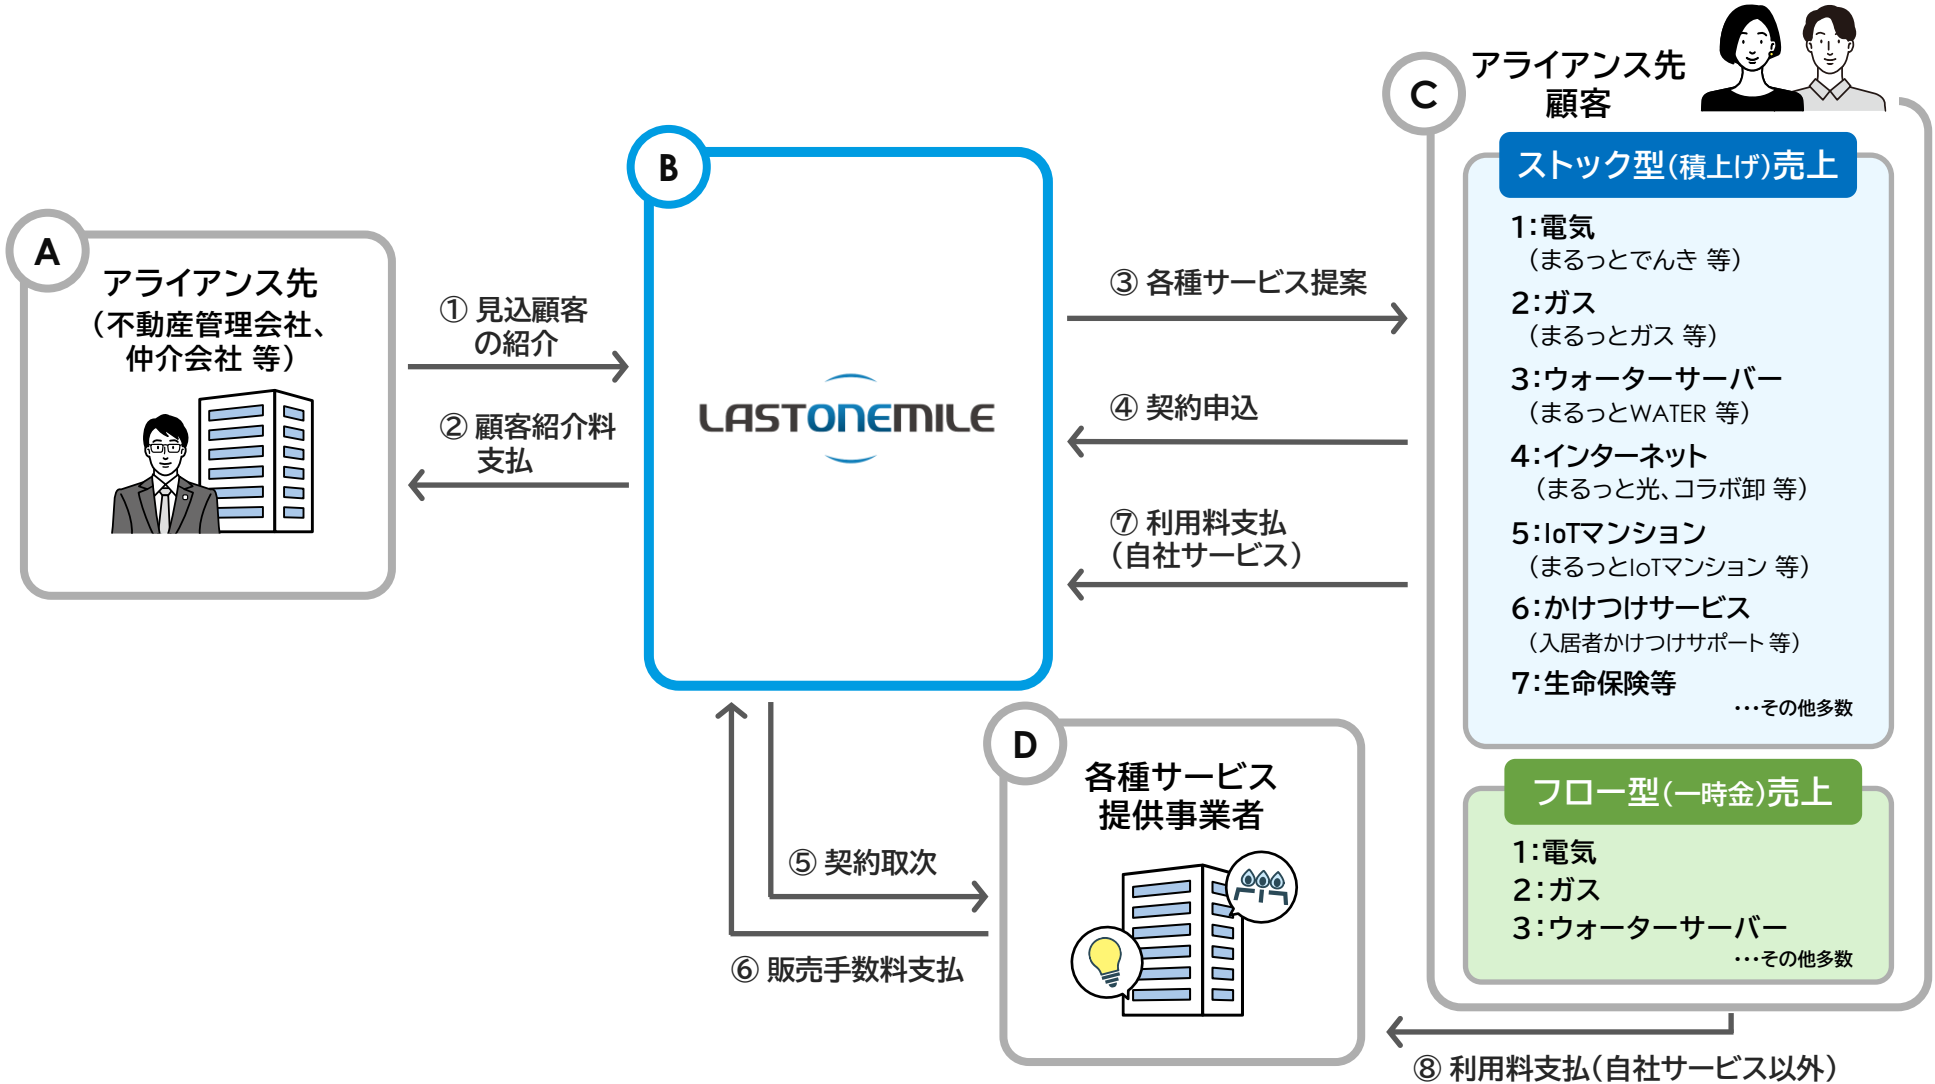 A
アライアンス先
（不動産管理会社、
仲介会社 等）
① 見込顧客
の紹介
② 顧客紹介料
支払
B
LASTONEMILE
③ 各種サービス提案
④ 契約申込
⑦ 利用料支払
（自社サービス）
⑤ 契約取次
⑥ 販売手数料支払
D
各種サービス
提供事業者
C
アライアンス先
顧客
ストック型（積上げ）売上
1：電気
（まるっとでんき 等）
2：ガス
（まるっとガス 等）
3：ウォーターサーバー
（まるっとWATER 等）
4：インターネット
（まるっと光、コラボ卸 等）
5：IoTマンション
（まるっとIoTマンション 等）
6：かけつけサービス
（入居者かけつけサポート 等）
7：生命保険等
…その他多数
フロー型（一時金）売上
1：電気
2：ガス
3：ウォーターサーバー
…その他多数
⑧ 利用料支払（自社サービス以外）